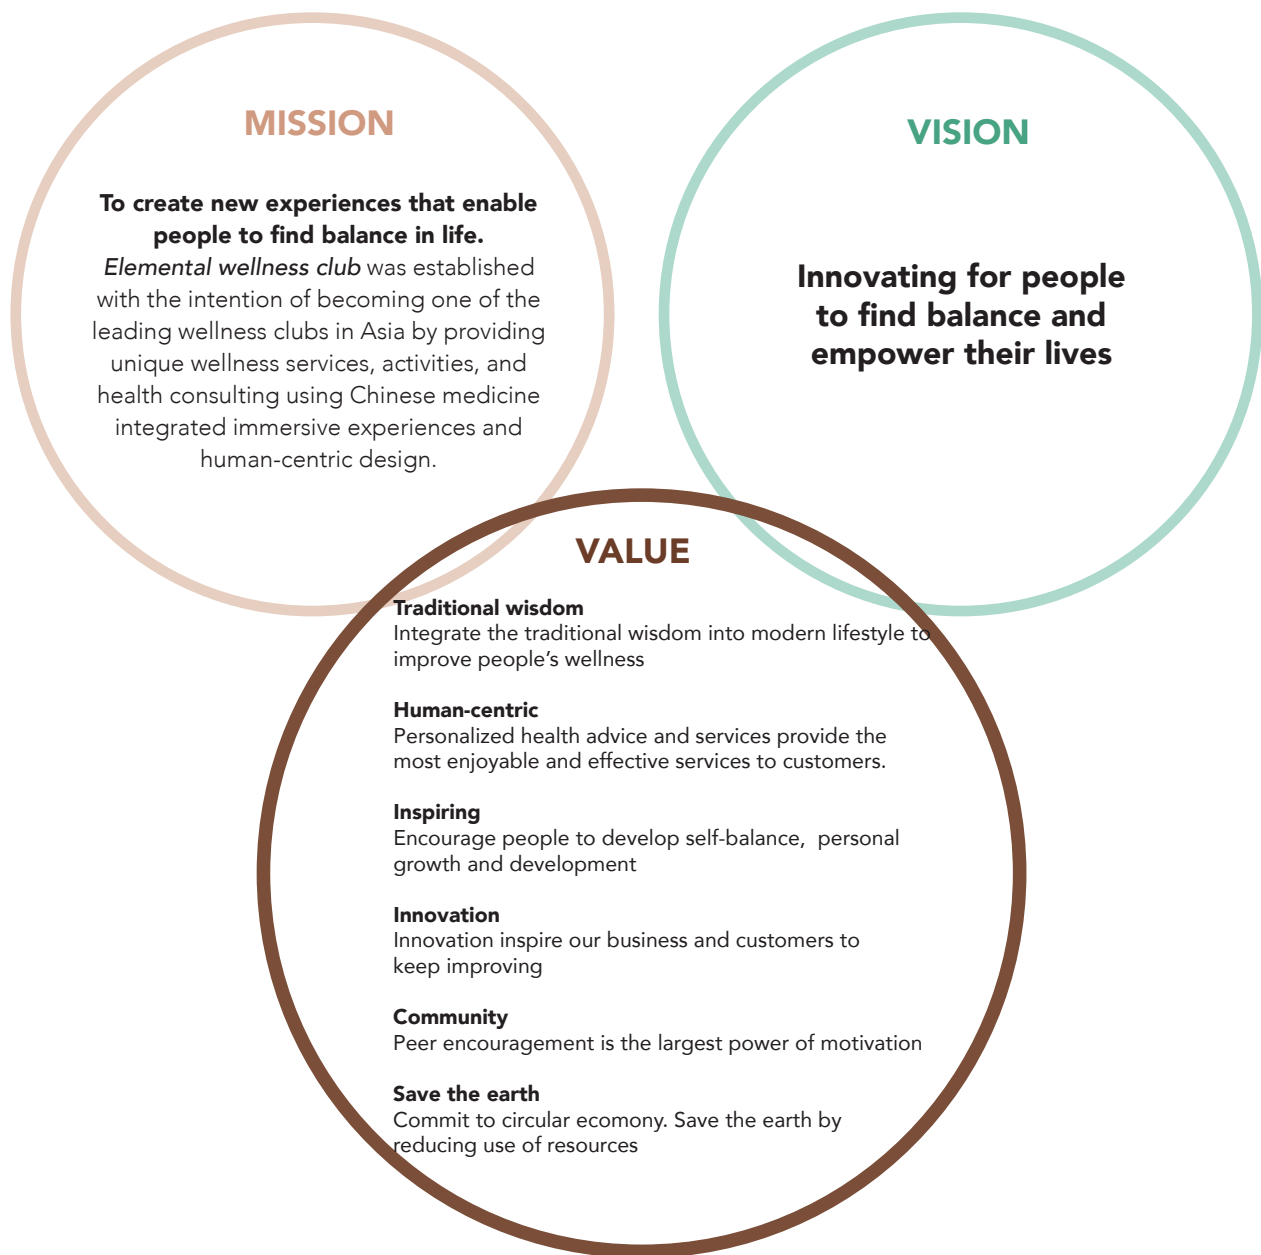 MISSION
To create new experiences that enable
people to find balance in life.
Elemental wellness club was established
with the intention of becoming one of the
leading wellness clubs in Asia by providing
unique wellness services, activities, and
health consulting using Chinese medicine
integrated immersive experiences and
human-centric design.
VISION
Innovating for people
to find balance and
empower their lives
VALUE
Traditional wisdom
Integrate the traditional wisdom into modern lifestyle to
improve people’s wellness
Human-centric
Personalized health advice and services provide the
most enjoyable and effective services to customers.
Inspiring
Encourage people to develop self-balance,  personal
growth and development
Innovation
Innovation inspire our business and customers to
keep improving
Community
Peer encouragement is the largest power of motivation
Save the earth
Commit to circular ecomony. Save the earth by
reducing use of resources